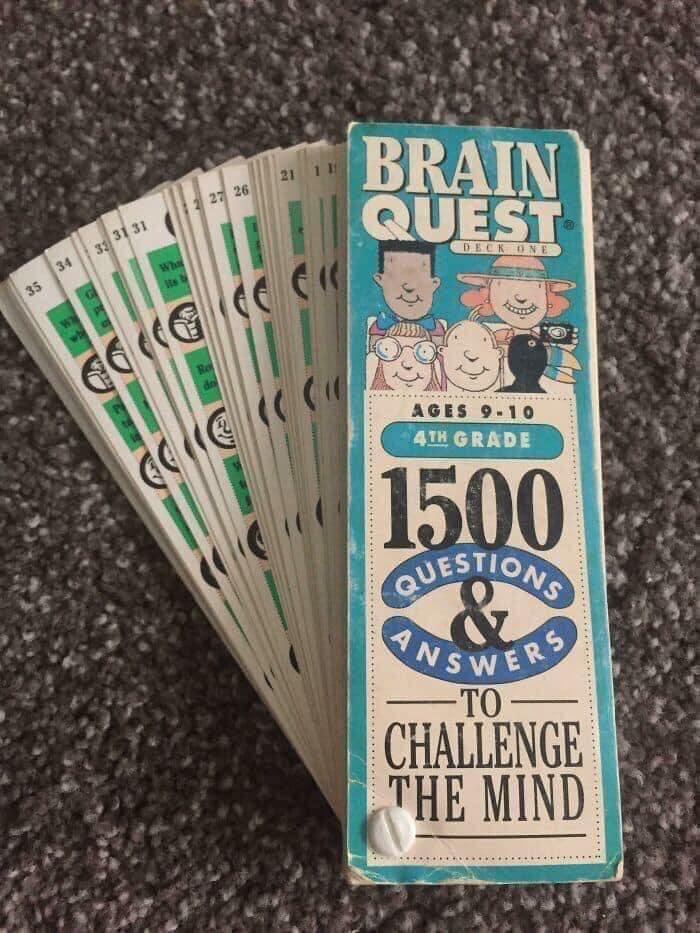 BRAIN
QUEST®
DECK ONE
AGES 9-10
4TH GRADE
1500
QUESTIONS
&
ANSWERS
TO
CHALLENGE
THE MIND
35
34
31
31
27
26
21